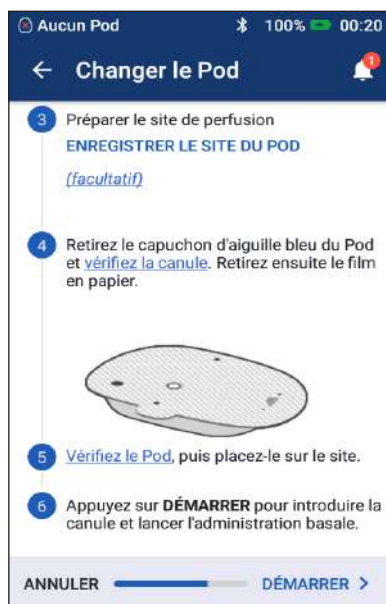 Aucun Pod 100% 00:20
Changer le Pod 1
3 Préparer le site de perfusion
ENREGISTRER LE SITE DU POD
(facultatif)
4 Retirez le capuchon d'aiguille bleu du Pod
et vérifiez la canule. Retirez ensuite le film
en papier.
5 Vérifiez le Pod, puis placez-le sur le site.
6 Appuyez sur DÉMARRER pour introduire la
canule et lancer l'administration basale.
ANNULER DÉMARRER >